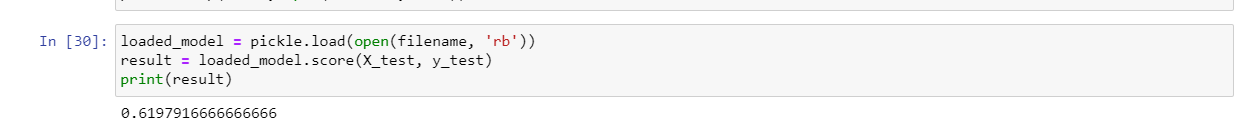 In [30]: loaded_model = pickle.load(open(filename, 'rb'))
result = loaded_model.score(X_test, y_test)
print(result)
0.6197916666666666